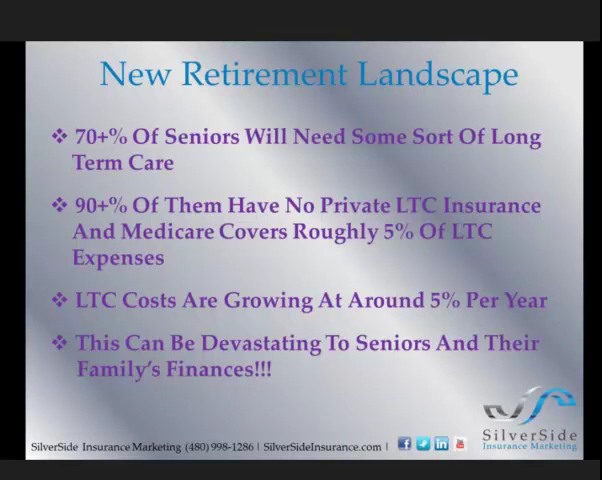 New Retirement Landscape
❖ 70+% Of Seniors Will Need Some Sort Of Long
Term Care
❖ 90+% Of Them Have No Private LTC Insurance
And Medicare Covers Roughly 5% Of LTC
Expenses
❖ LTC Costs Are Growing At Around 5% Per Year
❖ This Can Be Devastating To Seniors And Their
Family's Finances!!!
SilverSide Insurance Marketing (480) 998-1286 | SilverSideInsurance.com |
SilverSide
Insurance Marketing